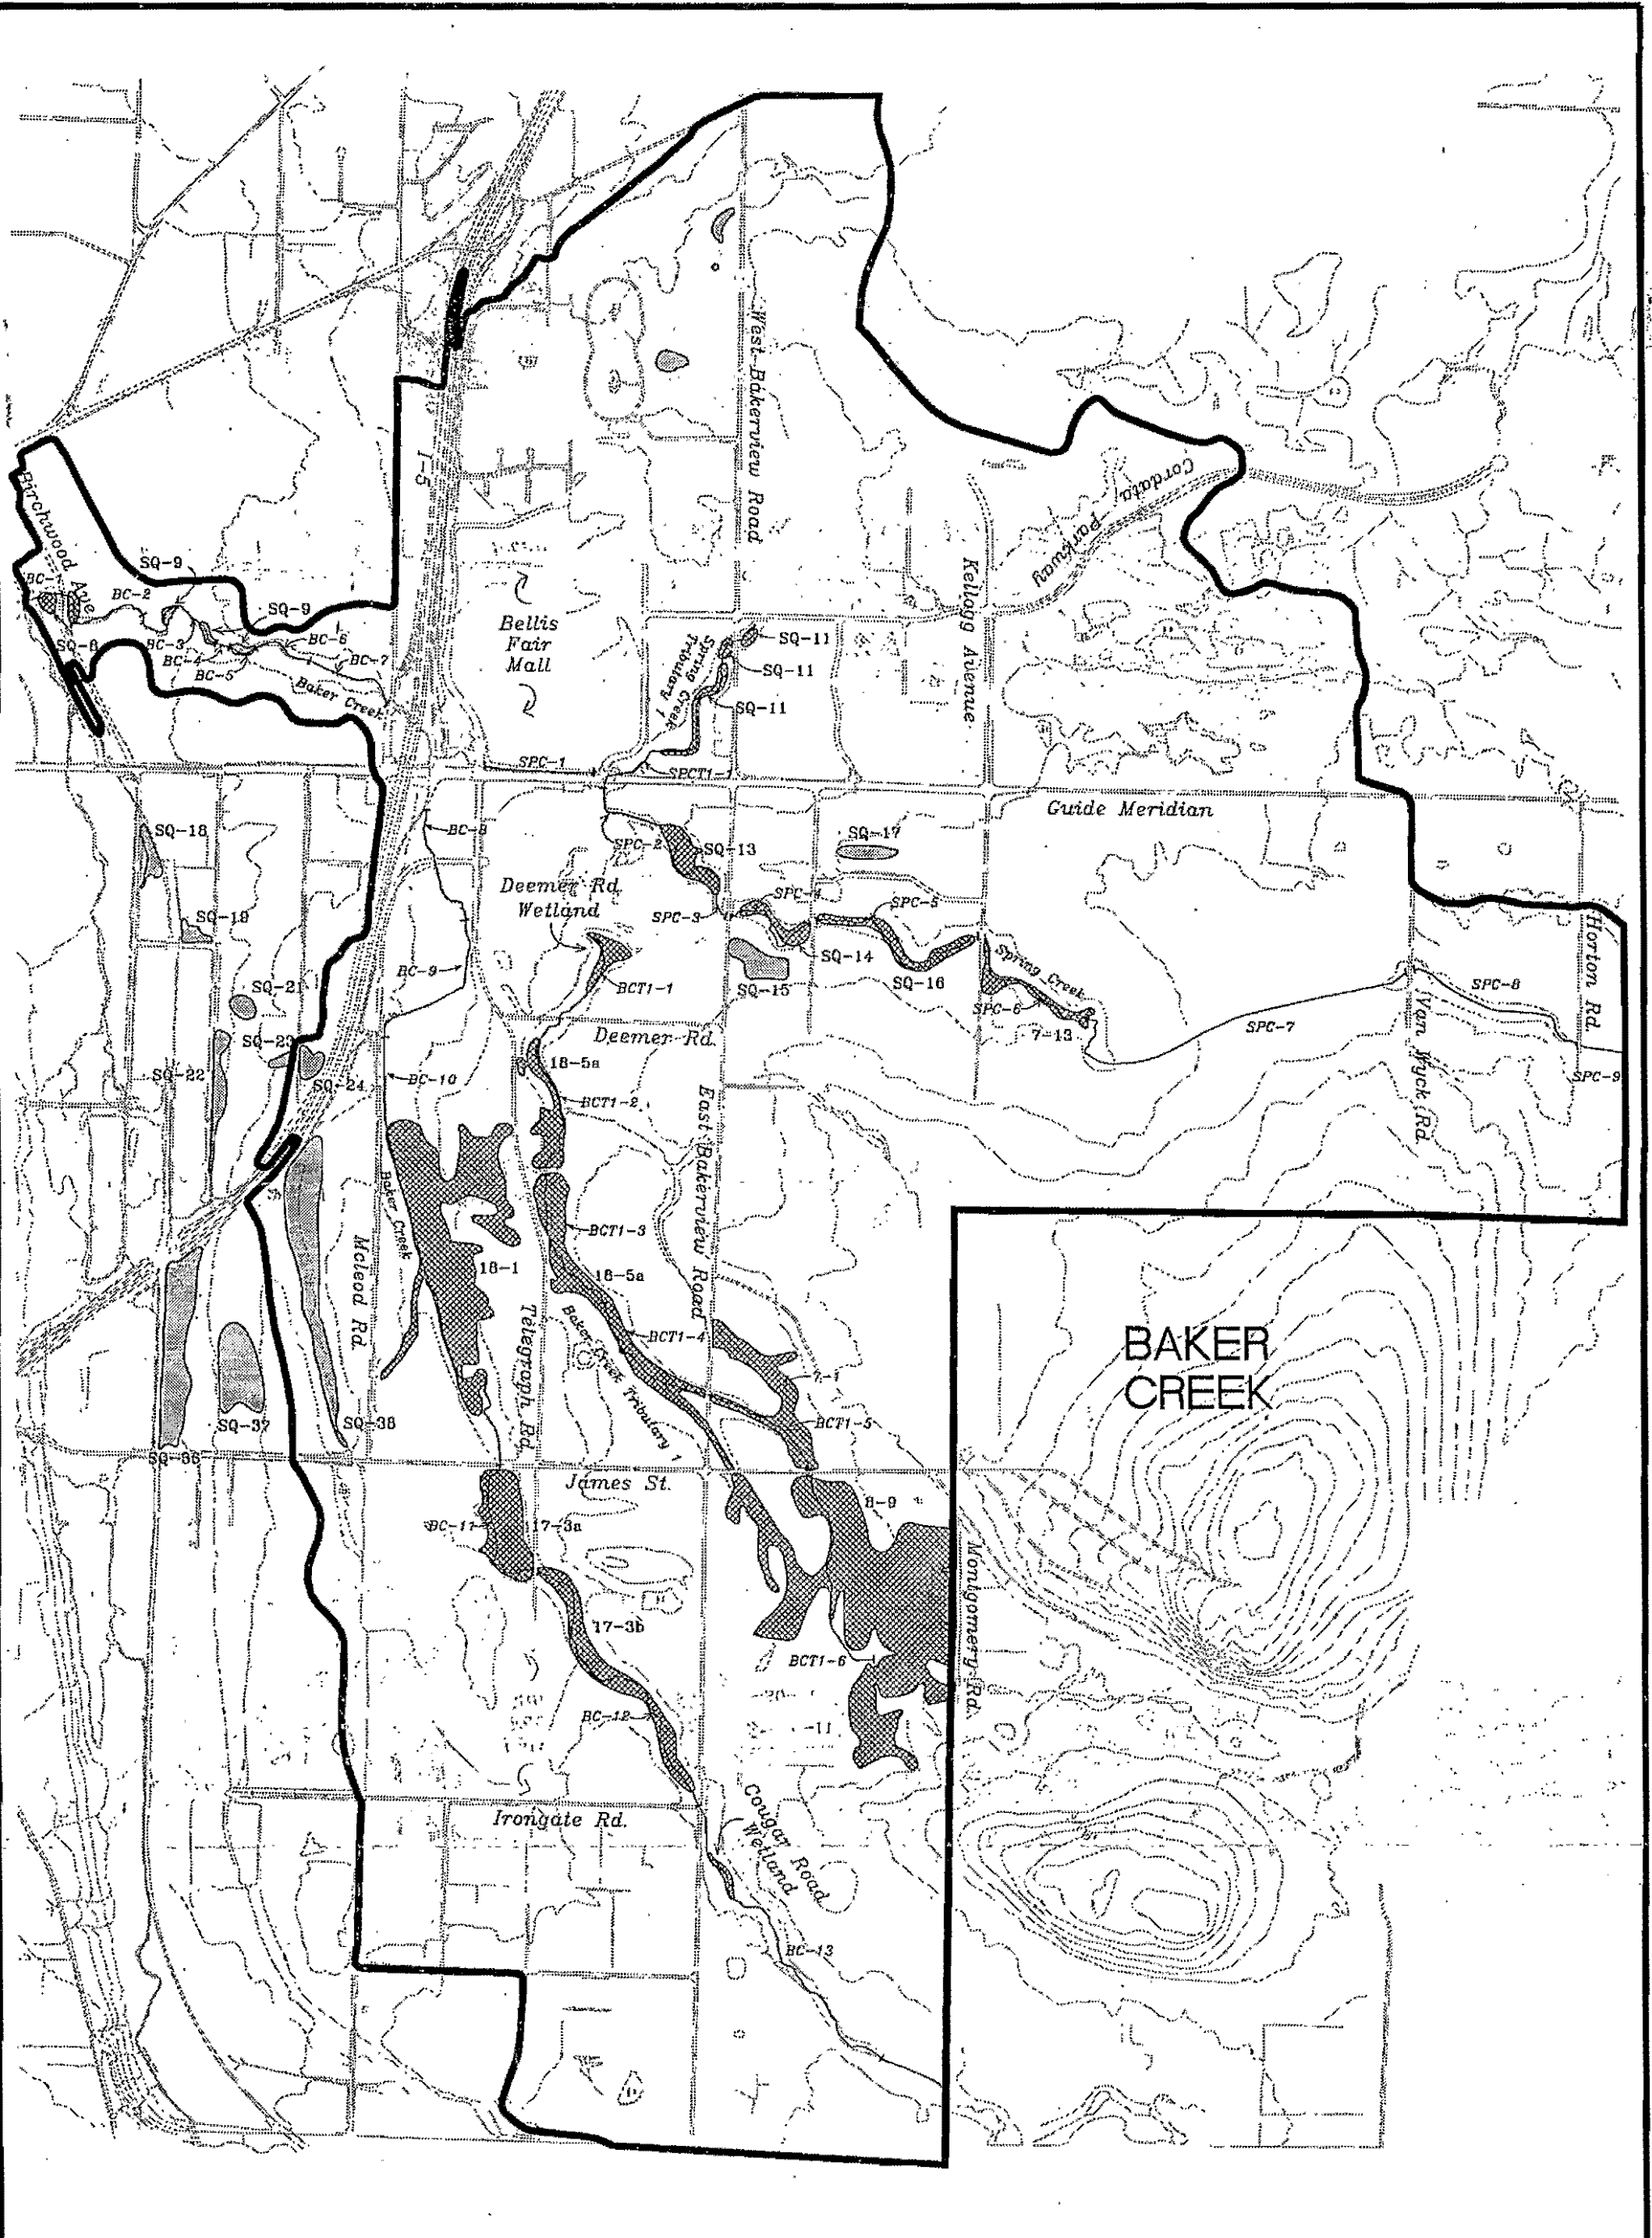 I-5
West Bakerview Road
Cordata
Parkway
Birchwood Ave
Kellogg Avenue
SQ-9
BC-2
SQ-9
Bellis
Fair
Mall
BC-6
SQ-11
SQ-8
BC-3
BC-4
BC-7
SQ-11
BC-5
Baker Creek
Spring Creek
Tributary 1
SQ-11
SPC-1
SPCT1-1
Guide Meridian
SQ-18
BC-8
SPC-2
SQ-13
SQ-17
Deemer Rd.
Wetland
SPC-4
SPC-5
SPC-3
SQ-19
SQ-14
BC-9
SQ-21
BCT1-1
SQ-15
SQ-16
Spring Creek
SPC-8
Horton Rd.
SPC-6
7-13
SPC-7
Van Wyck Rd.
Deemer Rd.
SQ-23
SQ-22
SQ-24
18-5a
BC-10
BCT1-2
SPC-9
East Bakerview Road
Baker Creek
BCT1-3
Mcleod Rd.
18-1
18-5a
Telegraph Rd.
Baker Creek Tributary 1
BCT1-4
BAKER
CREEK
SQ-37
SQ-38
BCT1-5
James St.
8-9
BC-11
17-3a
Montgomery Rd.
17-3b
BCT1-6
BC-12
-11
Irongate Rd.
Cougar Road
Wetland
BC-13